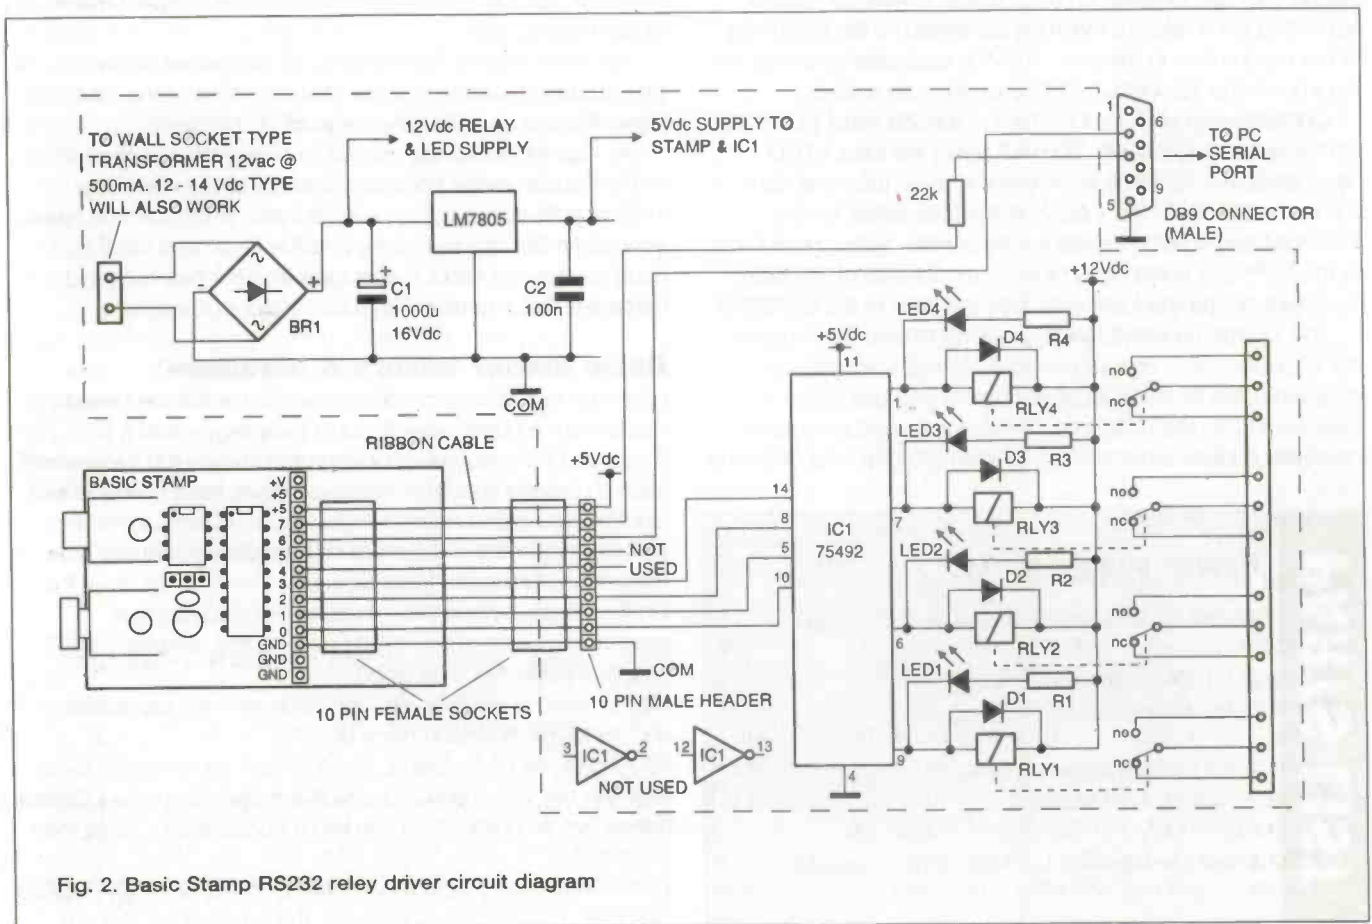 TO WALL SOCKET TYPE
TRANSFORMER 12vac @
500mA. 12 - 14 Vdc TYPE
WILL ALSO WORK
12Vdc RELAY
& LED SUPPLY
5Vdc SUPPLY TO
STAMP & IC1
1
6
9
5
TO PC
SERIAL
PORT
DB9 CONNECTOR
(MALE)
22k
LM7805
-
+
BR1
+
C1
1000u
16Vdc
C2
100n
COM
+12Vdc
+5Vdc
11
LED4
D4
R4
RLY4
no
nc
LED3
D3
R3
7
RLY3
no
nc
LED2
D2
R2
6
RLY2
no
nc
LED1
D1
R1
9
RLY1
no
nc
14
8
5
10
IC1
75492
4
RIBBON CABLE
+5Vdc
BASIC STAMP
+V
+5
+5
7
6
5
4
3
2
1
0
GND
GND
GND
NOT
USED
COM
10 PIN FEMALE SOCKETS
10 PIN MALE HEADER
3
IC1
2
12
IC1
13
NOT USED
Fig. 2. Basic Stamp RS232 reley driver circuit diagram